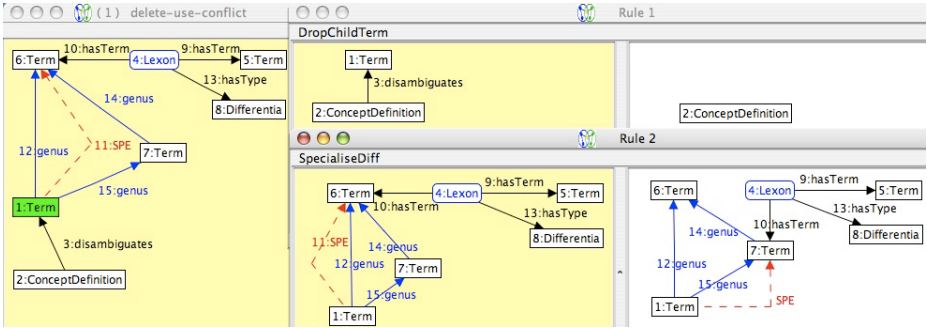 ( 1 ) delete-use-conflict
10:hasTerm
9:hasTerm
6:Term
4:Lexon
5:Term
13:hasType
14:genus
8:Differentia
12:genus
11:SPE
7:Term
15:genus
1:Term
3:disambiguates
2:ConceptDefinition
Rule 1
DropChildTerm
1:Term
3:disambiguates
2:ConceptDefinition
2:ConceptDefinition
Rule 2
SpecialiseDiff
9:hasTerm
6:Term
4:Lexon
5:Term
10:hasTerm
13:hasType
11:SPE
14:genus
8:Differentia
12:genus
7:Term
15:genus
1:Term
9:hasTerm
6:Term
4:Lexon
5:Term
13:hasType
10:hasTerm
14:genus
8:Differentia
7:Term
12:genus
15:genus
1:Term
SPE